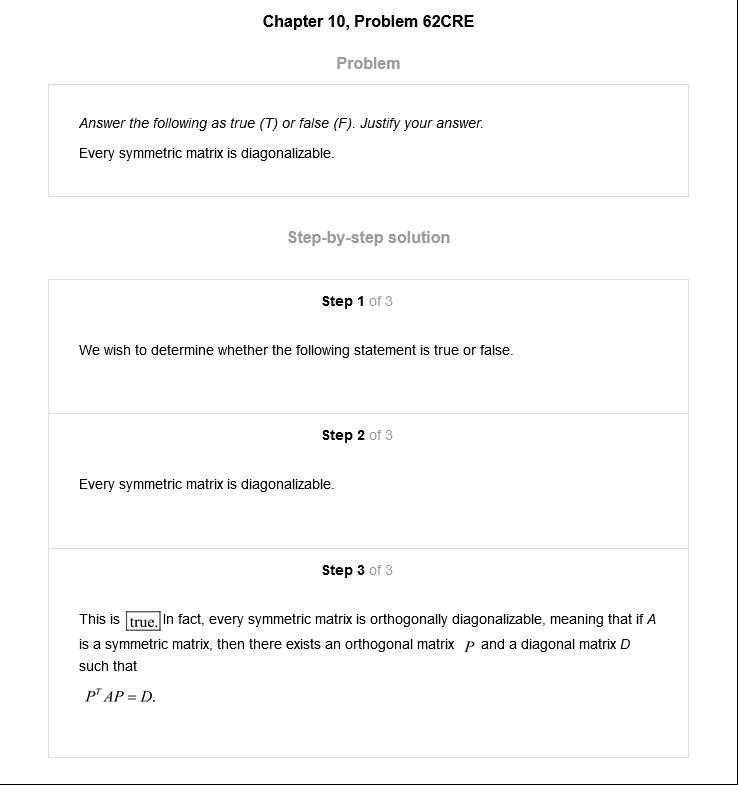 Chapter 10, Problem 62CRE
Problem
Answer the following as true (T) or false (F). Justify your answer.
Every symmetric matrix is diagonalizable.
Step-by-step solution
Step 1 of 3
We wish to determine whether the following statement is true or false.
Step 2 of 3
Every symmetric matrix is diagonalizable.
Step 3 of 3
This is true. In fact, every symmetric matrix is orthogonally diagonalizable, meaning that if A
is a symmetric matrix, then there exists an orthogonal matrix P and a diagonal matrix D
such that
Pᵀ AP = D.